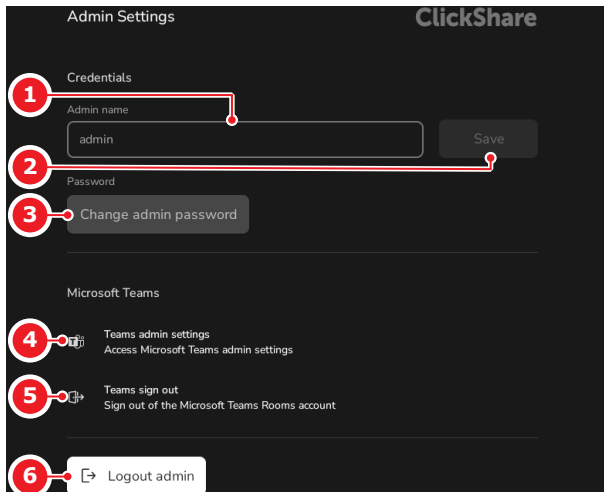 Admin Settings
ClickShare
Credentials
1
Admin name
admin
Save
2
Password
3
Change admin password
Microsoft Teams
4
Teams admin settings
Access Microsoft Teams admin settings
5
Teams sign out
Sign out of the Microsoft Teams Rooms account
6
Logout admin